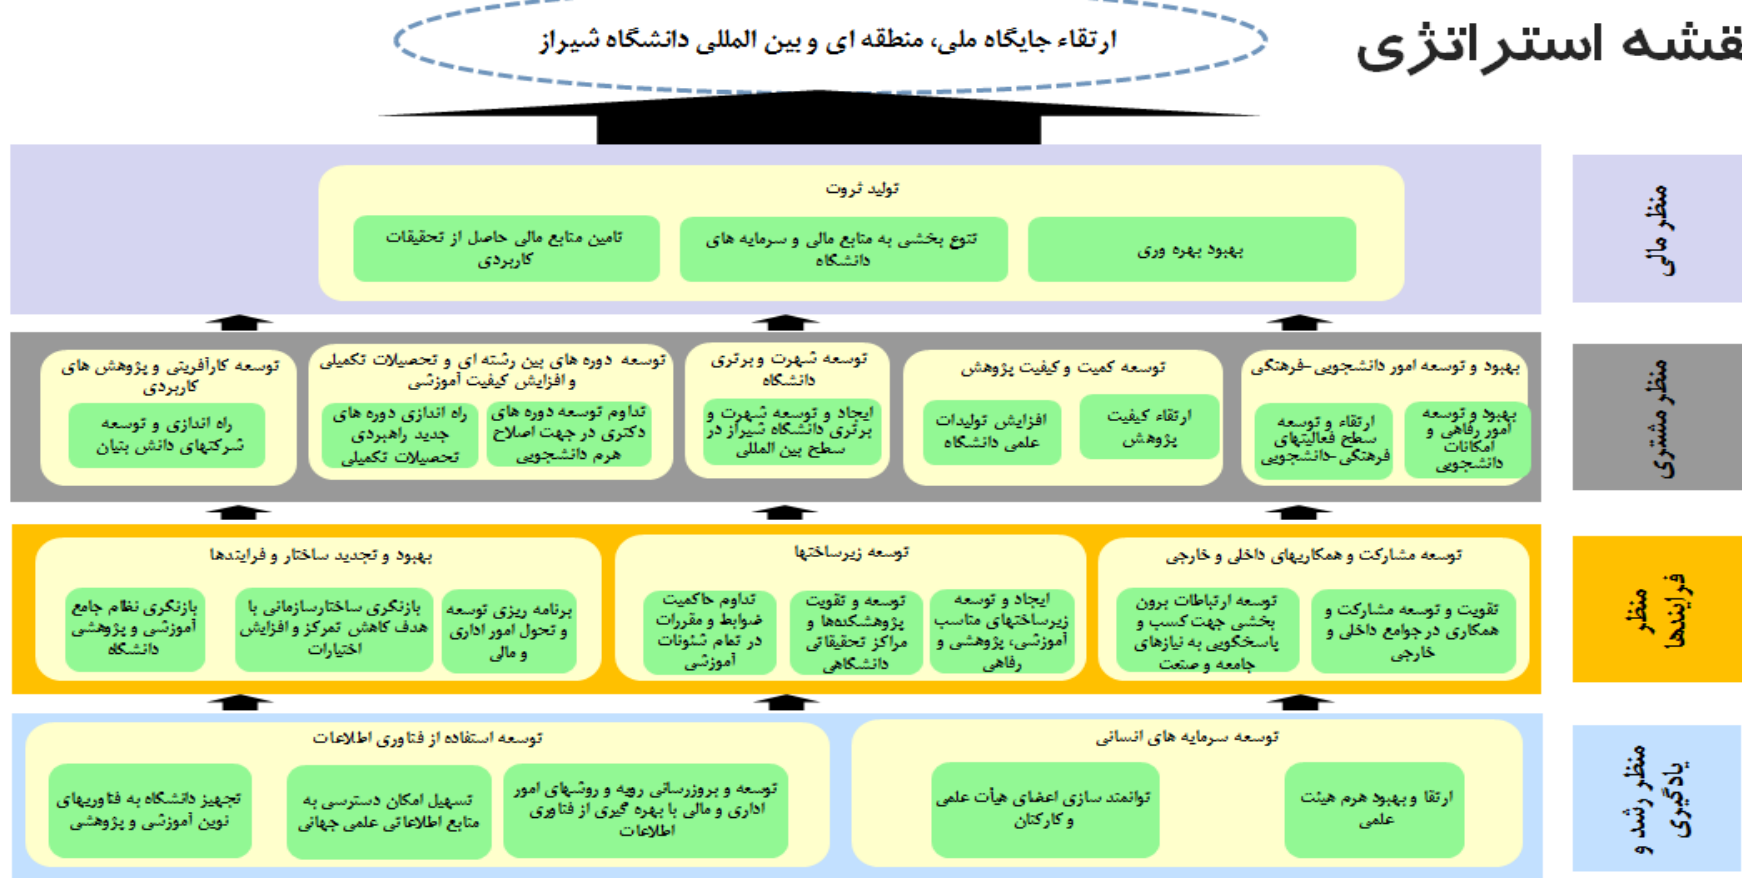 قشه استراتژی
ارتقاء جایگاه ملی، منطقه ای و بین المللی دانشگاه شیراز
منظر مالی
تولید ثروت
بهبود بهره وری
تنوع بخشی به منابع مالی و سرمایه های
دانشگاه
تامین منابع مالی حاصل از تحقیقات
کاربردی
منظر مشتری
بهبود و توسعه امور دانشجویی-فرهنگی
بهبود و توسعه
امور رفاهی و
امکانات
دانشجویی
ارتقاء و توسعه
سطح فعالیتهای
فرهنگی-دانشجویی
توسعه کمیت و کیفیت پژوهش
ارتقاء کیفیت
پژوهش
افزایش تولیدات
علمی دانشگاه
توسعه شهرت و برتری
دانشگاه
ایجاد و توسعه شهرت و
برتری دانشگاه شیراز در
سطح بین المللی
توسعه دوره های بین رشته ای و تحصیلات تکمیلی
و افزایش کیفیت آموزشی
تداوم توسعه دوره های
دکتری در جهت اصلاح
هرم دانشجویی
راه اندازی دوره های
جدید راهبردی
تحصیلات تکمیلی
توسعه کارآفرینی و پژوهش های
کاربردی
راه اندازی و توسعه
شرکتهای دانش بنیان
منظر
فرایندها
توسعه مشارکت و همکاریهای داخلی و خارجی
تقویت و توسعه مشارکت و
همکاری در جوامع داخلی و
خارجی
توسعه ارتباطات برون
بخشی جهت کسب و
پاسخگویی به نیازهای
جامعه و صنعت
توسعه زیرساختها
ایجاد و توسعه
زیرساختهای مناسب
آموزشی، پژوهشی و
رفاهی
توسعه و تقویت
پژوهشکده‌ها و
مراکز تحقیقاتی
دانشگاهی
تداوم حاکمیت
ضوابط و مقررات
در تمام شئونات
آموزشی
بهبود و تجدید ساختار و فرایندها
برنامه ریزی توسعه
و تحول امور اداری
و مالی
بازنگری ساختارسازمانی با
هدف کاهش تمرکز و افزایش
اختیارات
بازنگری نظام جامع
آموزشی و پژوهشی
دانشگاه
منظر رشد و
یادگیری
توسعه سرمایه های انسانی
ارتقا و بهبود هرم هیئت
علمی
توانمند سازی اعضای هیأت علمی
و کارکنان
توسعه استفاده از فناوری اطلاعات
توسعه و بروزرسانی رویه و روشهای امور
اداری و مالی با بهره گیری از فناوری
اطلاعات
تسهیل امکان دسترسی به
منابع اطلاعاتی علمی جهانی
تجهیز دانشگاه به فناوریهای
نوین آموزشی و پژوهشی